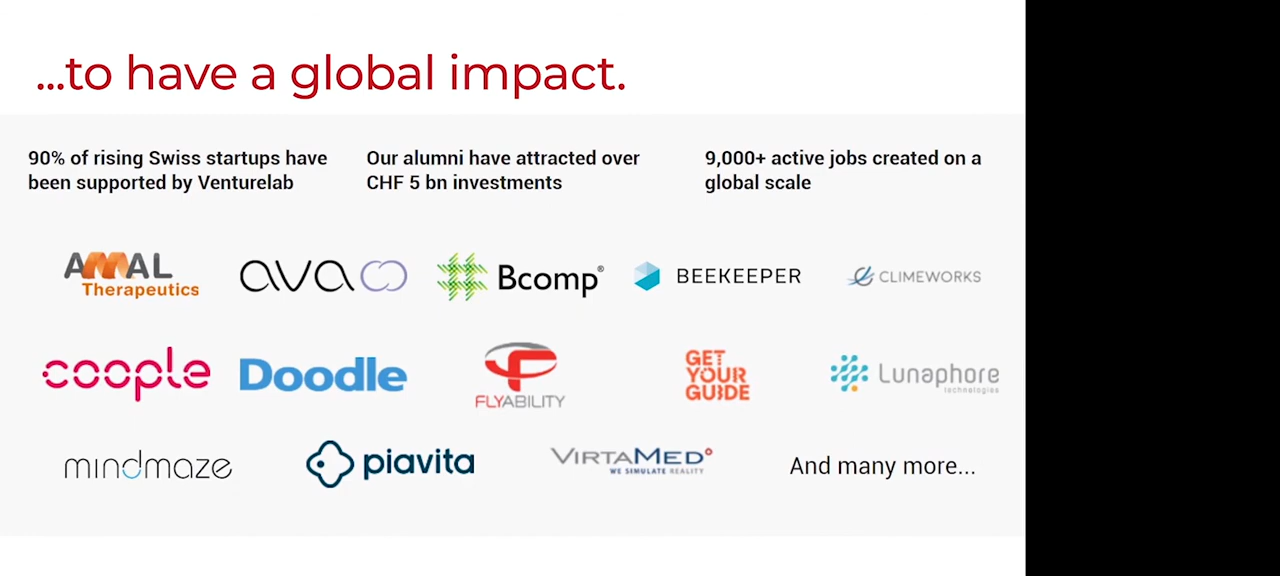 ...to have a global impact.
90% of rising Swiss startups have
been supported by Venturelab
Our alumni have attracted over
CHF 5 bn investments
9,000+ active jobs created on a
global scale
AMAL
Therapeutics
ava
Bcomp®
BEEKEEPER
CLIMEWORKS
coople
Doodle
FLYABILITY
GET
YOUR
GUIDE
Lunaphore
technologies
mindmaze
piavita
VIRTAMED
WE SIMULATE REALITY
And many more...